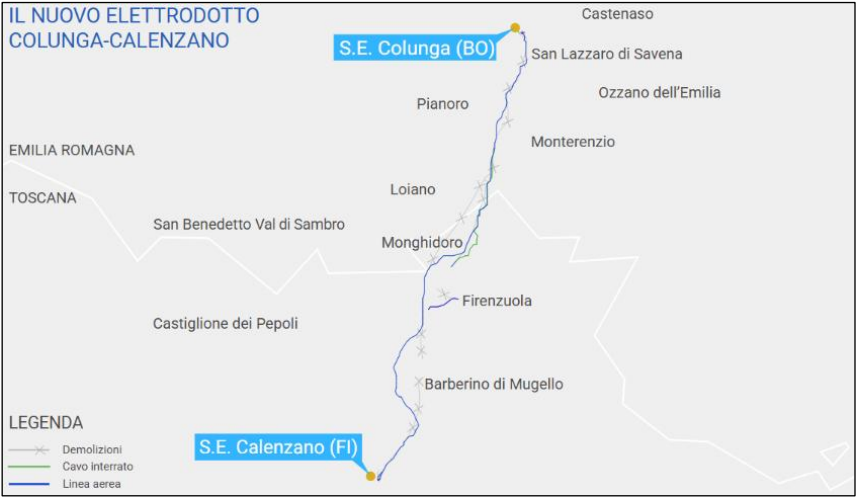 IL NUOVO ELETTRODOTTO
COLUNGA-CALENZANO
Castenaso
S.E. Colunga (BO)
San Lazzaro di Savena
Ozzano dell'Emilia
Pianoro
Monterenzio
EMILIA ROMAGNA
Loiano
TOSCANA
San Benedetto Val di Sambro
Monghidoro
Firenzuola
Castiglione dei Pepoli
Barberino di Mugello
LEGENDA
S.E. Calenzano (FI)
Demolizioni
Cavo interrato
Linea aerea